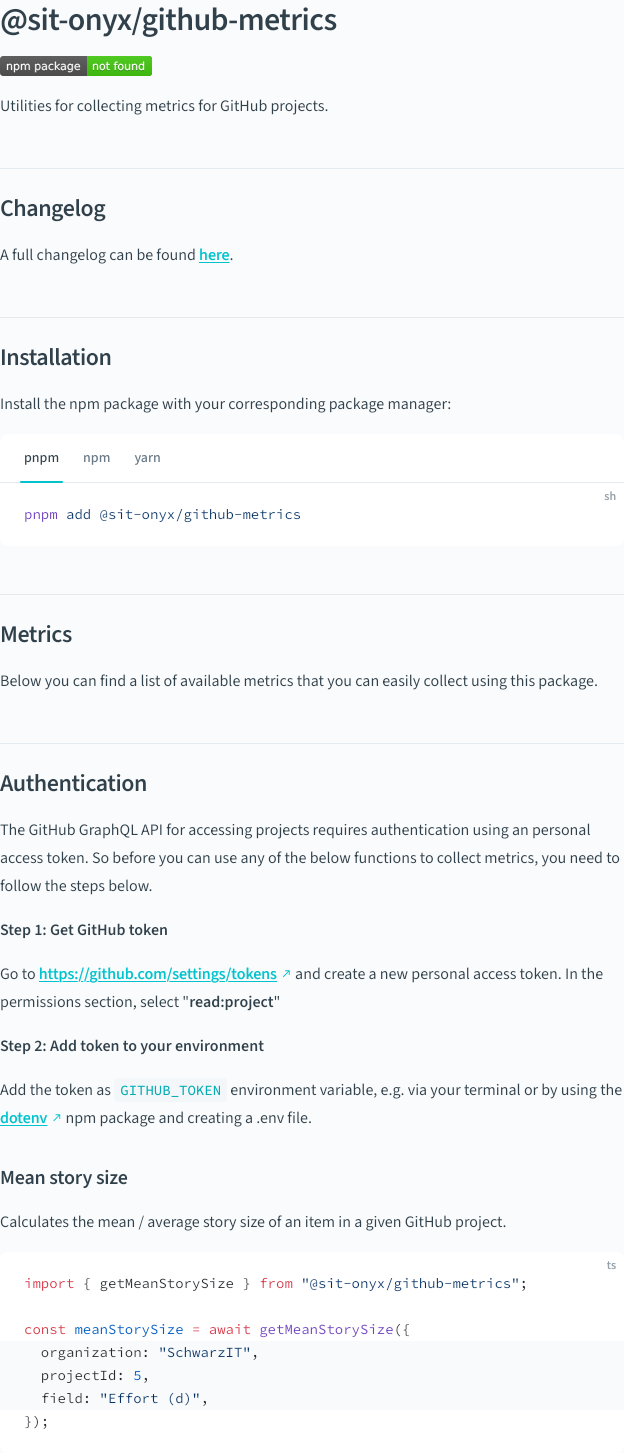 @sit-onyx/github-metrics
npm package not found
Utilities for collecting metrics for GitHub projects.
Changelog
A full changelog can be found here.
Installation
Install the npm package with your corresponding package manager:
pnpm npm yarn
sh
pnpm add @sit-onyx/github-metrics
Metrics
Below you can find a list of available metrics that you can easily collect using this package.
Authentication
The GitHub GraphQL API for accessing projects requires authentication using an personal
access token. So before you can use any of the below functions to collect metrics, you need to
follow the steps below.
Step 1: Get GitHub token
Go to https://github.com/settings/tokens ↗ and create a new personal access token. In the
permissions section, select "read:project"
Step 2: Add token to your environment
Add the token as GITHUB_TOKEN environment variable, e.g. via your terminal or by using the
dotenv ↗ npm package and creating a .env file.
Mean story size
Calculates the mean / average story size of an item in a given GitHub project.
ts
import { getMeanStorySize } from "@sit-onyx/github-metrics";
const meanStorySize = await getMeanStorySize({
  organization: "SchwarzIT",
  projectId: 5,
  field: "Effort (d)",
});